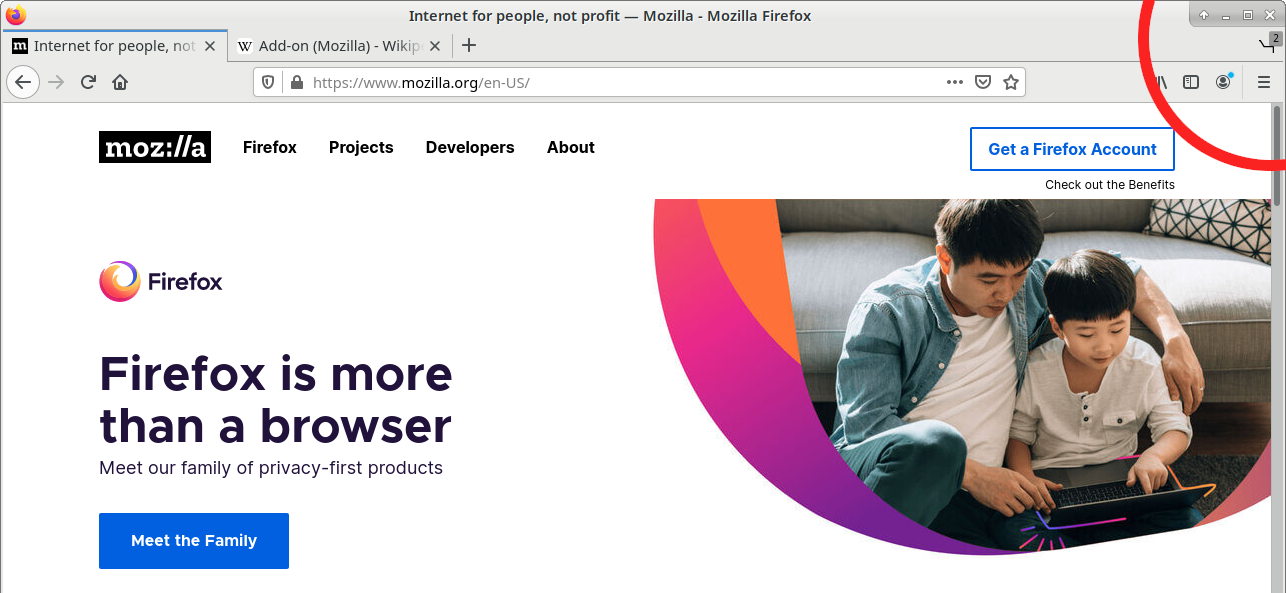 Internet for people, not profit — Mozilla - Mozilla Firefox
m Internet for people, not
W Add-on (Mozilla) - Wikip
2
https://www.mozilla.org/en-US/
moz://a
Firefox
Projects
Developers
About
Get a Firefox Account
Check out the Benefits
Firefox
Firefox is more
than a browser
Meet our family of privacy-first products
Meet the Family